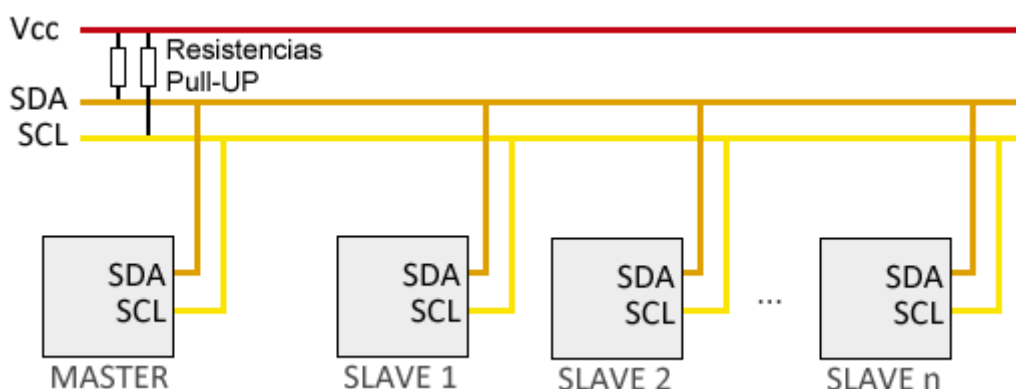 Vcc
Resistencias
Pull-UP
SDA
SCL
SDA
SCL
MASTER
SDA
SCL
SLAVE 1
SDA
SCL
SLAVE 2
...
SDA
SCL
SLAVE n